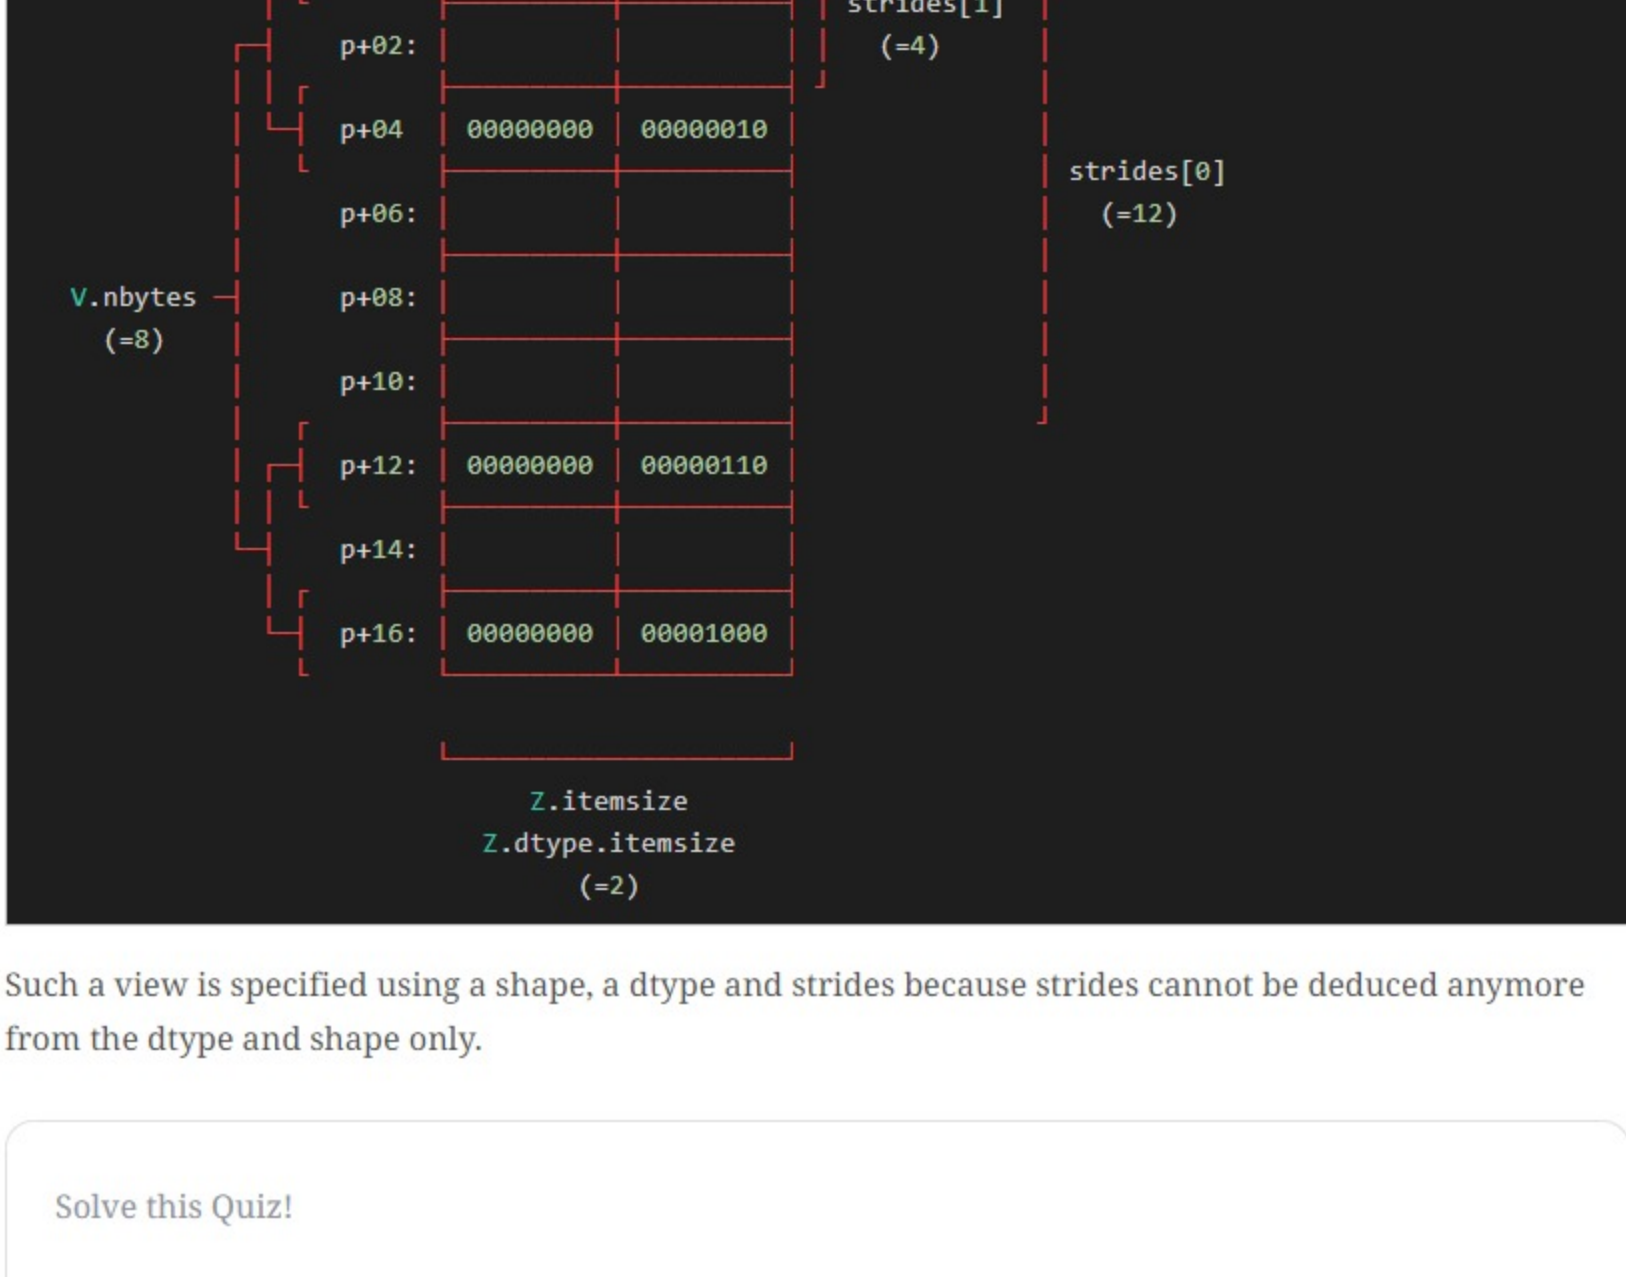 strides[1]
p+02: (=4)
p+04 00000000 00000010
strides[0]
p+06: (=12)
V.nbytes p+08:
(=8)
p+10:
p+12: 00000000 00000110
p+14:
p+16: 00000000 00001000
Z.itemsize
Z.dtype.itemsize
(=2)
Such a view is specified using a shape, a dtype and strides because strides cannot be deduced anymore
from the dtype and shape only.
Solve this Quiz!